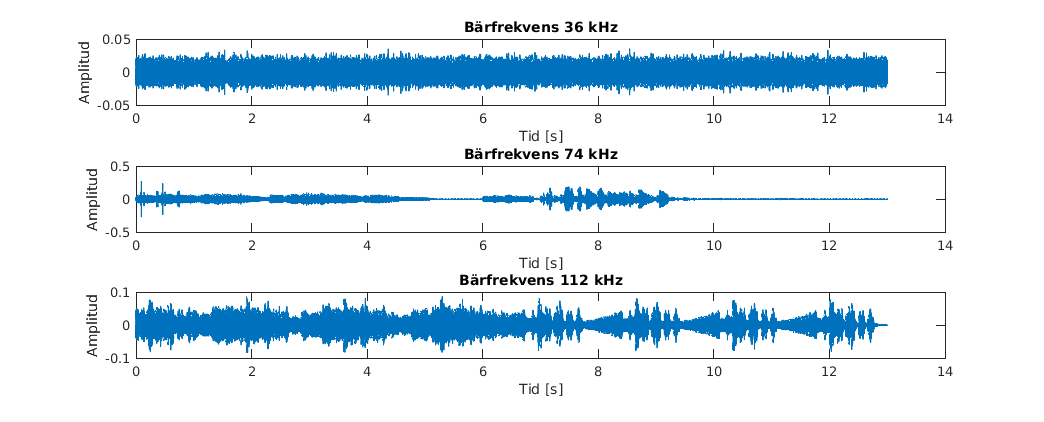 Bärfrekvens 36 kHz
0.05
0
-0.05
Amplitud
0 2 4 6 8 10 12 14
Tid [s]
Bärfrekvens 74 kHz
0.5
0
-0.5
Amplitud
0 2 4 6 8 10 12 14
Tid [s]
Bärfrekvens 112 kHz
0.1
0
-0.1
Amplitud
0 2 4 6 8 10 12 14
Tid [s]